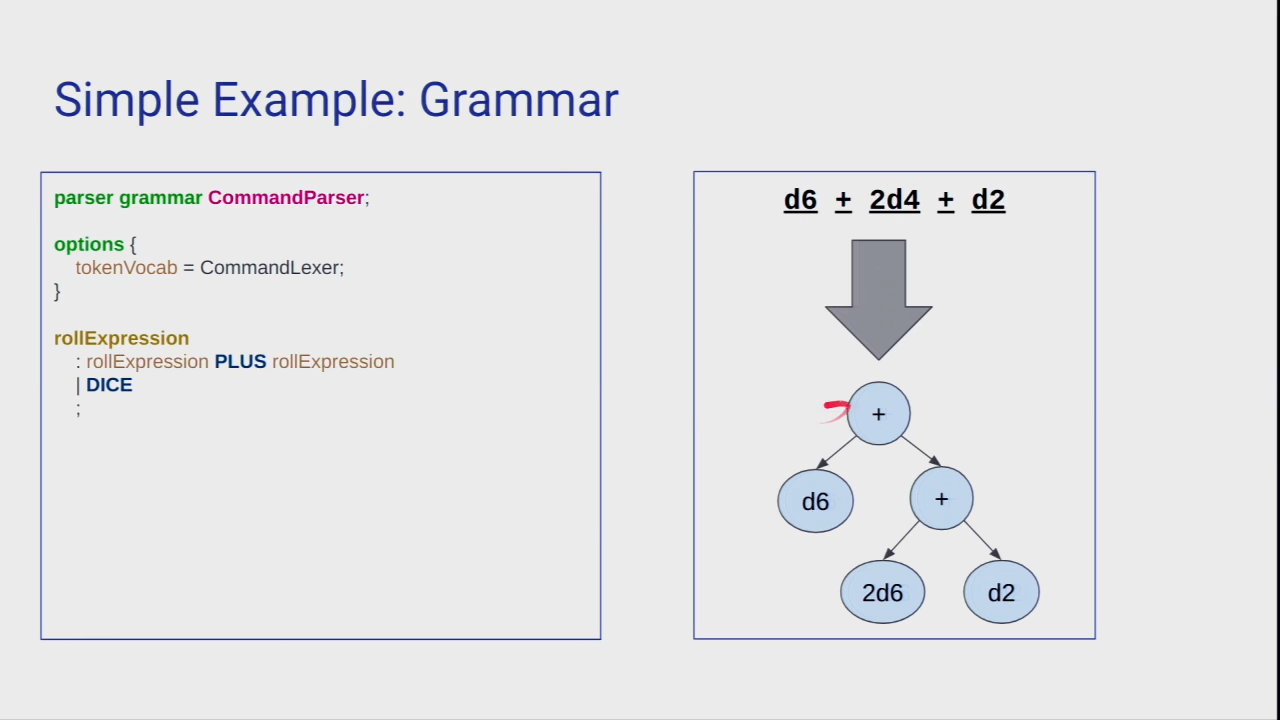 Simple Example: Grammar
parser grammar CommandParser;
options {
tokenVocab = CommandLexer;
}
rollExpression
: rollExpression PLUS rollExpression
| DICE
;
d6 + 2d4 + d2
+
d6
+
2d6
d2